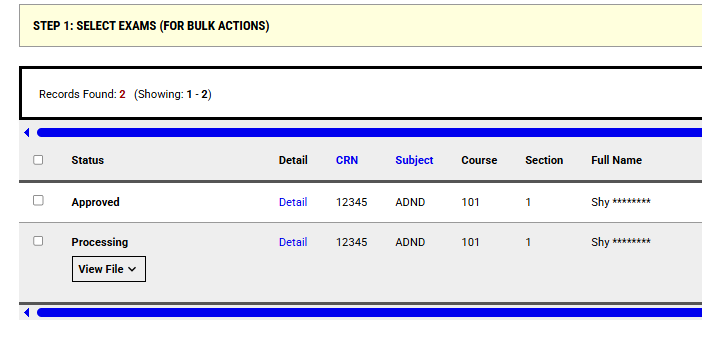 STEP 1: SELECT EXAMS (FOR BULK ACTIONS)
Records Found: 2 (Showing: 1 - 2)
Status Detail CRN Subject Course Section Full Name
Approved Detail 12345 ADND 101 1 Shy ********
Processing Detail 12345 ADND 101 1 Shy ********
View File